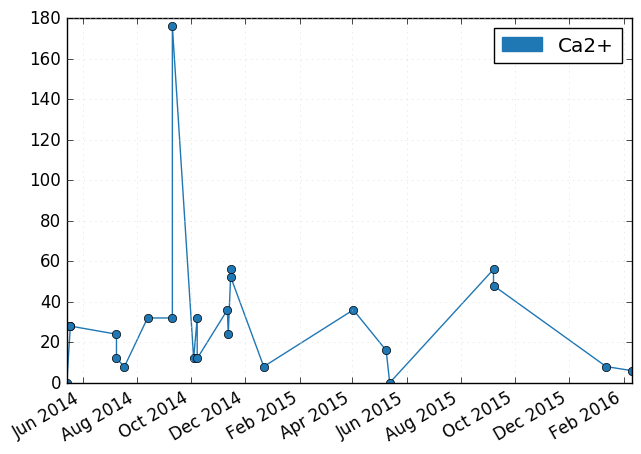 180
160
140
120
100
80
60
40
20
0
Ca2+
Jun 2014
Aug 2014
Oct 2014
Dec 2014
Feb 2015
Apr 2015
Jun 2015
Aug 2015
Oct 2015
Dec 2015
Feb 2016